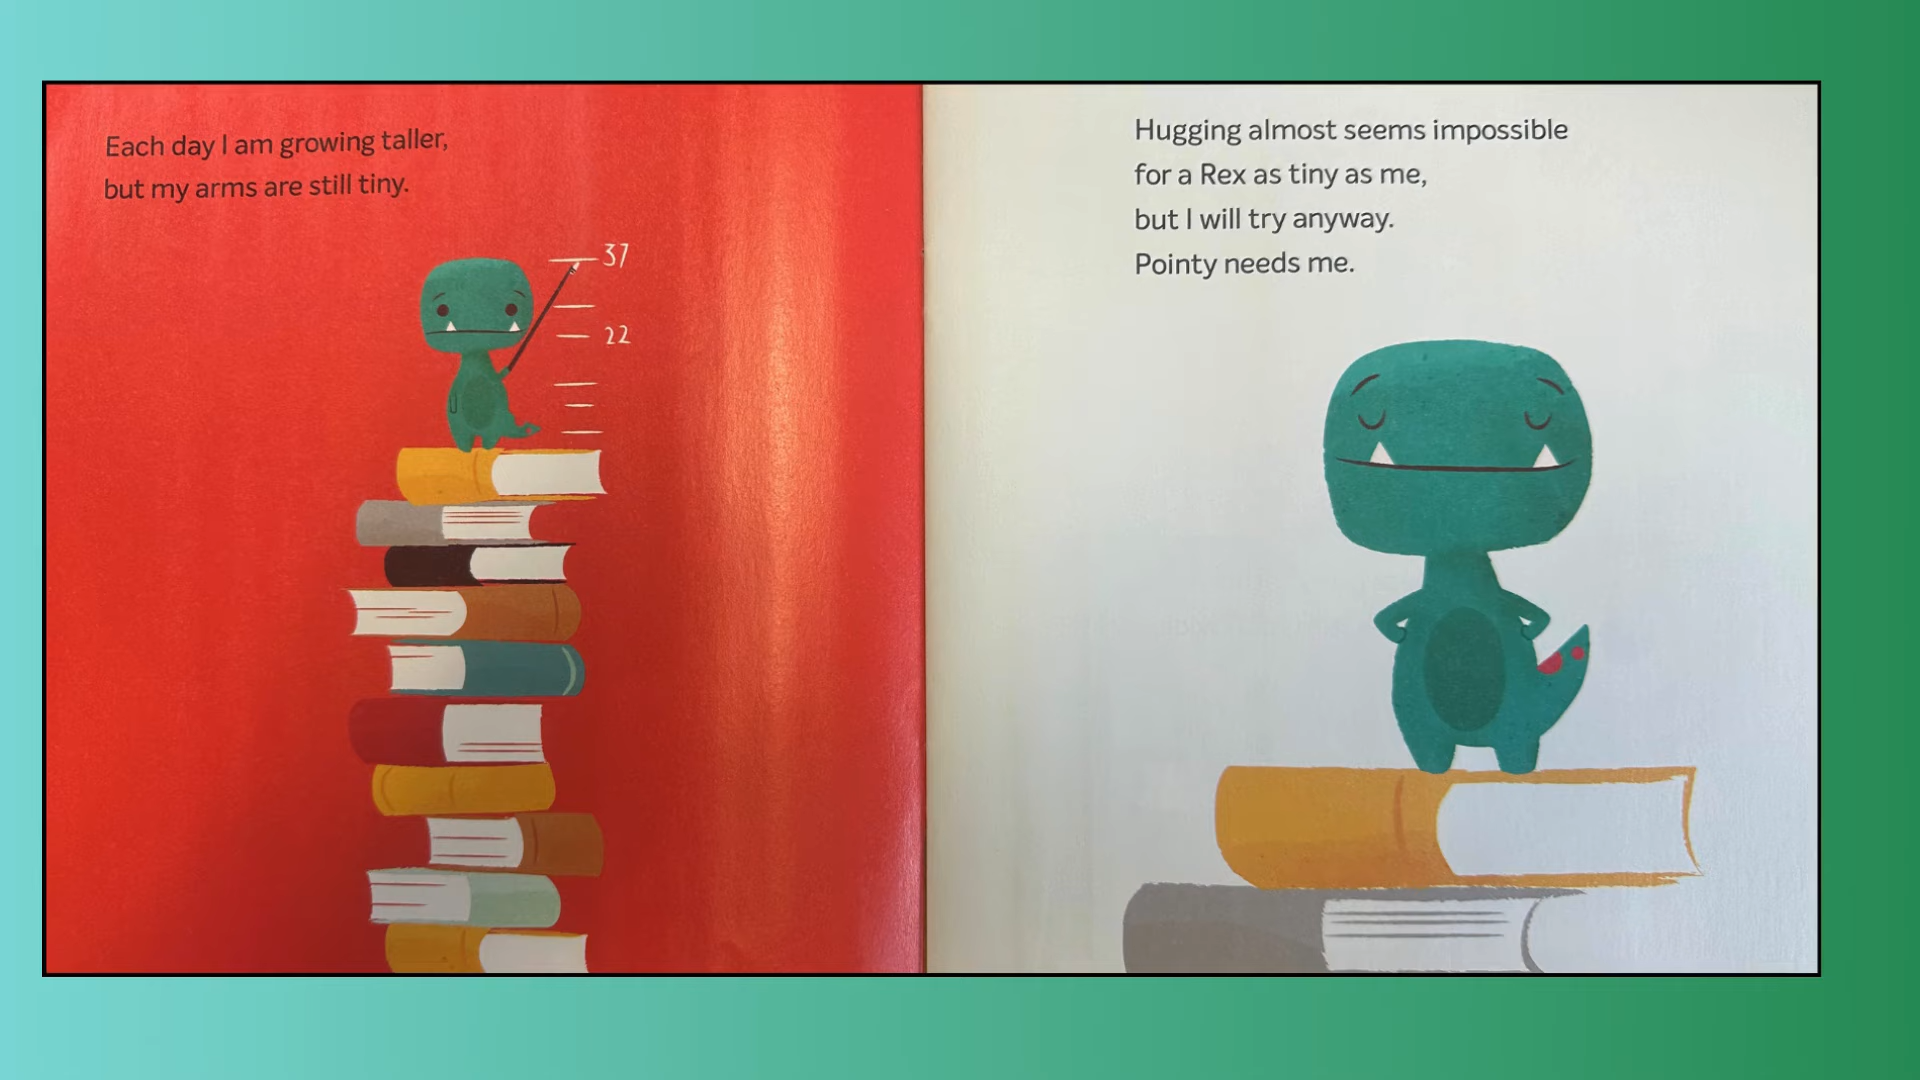 Each day I am growing taller,
but my arms are still tiny.
37
22
Hugging almost seems impossible
for a Rex as tiny as me,
but I will try anyway.
Pointy needs me.